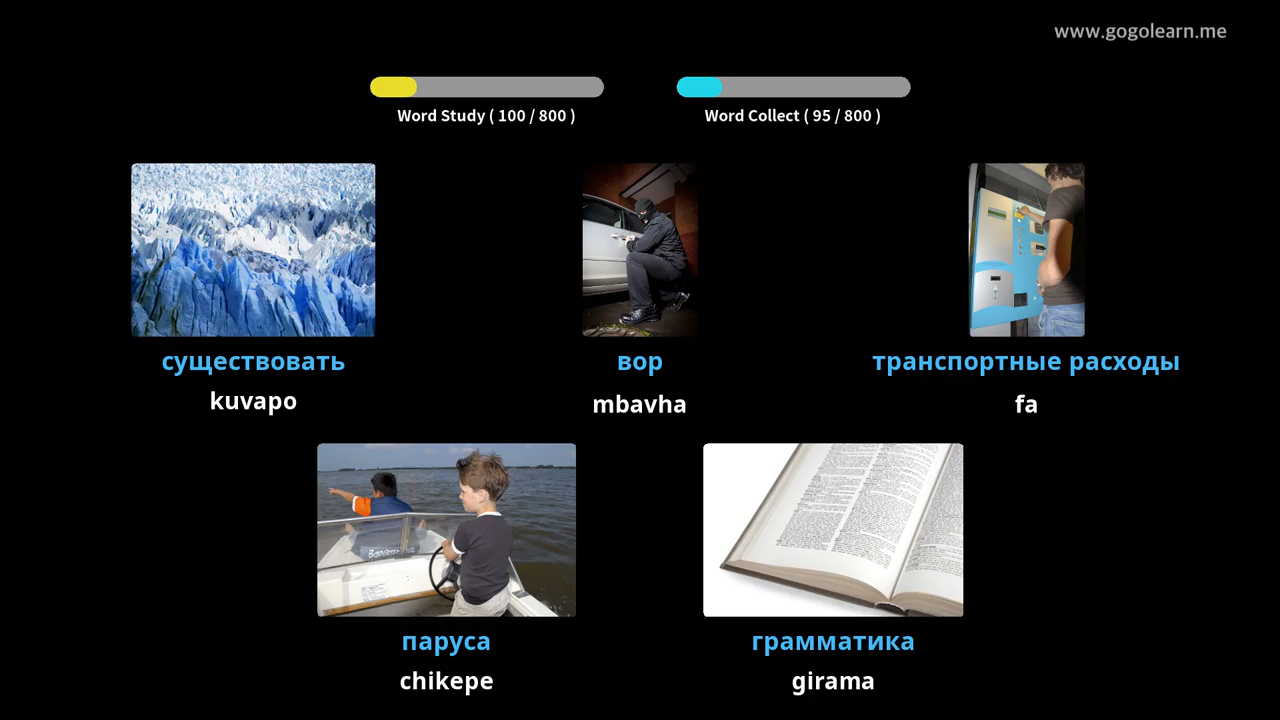 www.gogolearn.me
Word Study ( 100 / 800 )
Word Collect ( 95 / 800 )
существовать
вор
транспортные расходы
kuvapo
mbavha
fa
паруса
грамматика
chikepe
girama